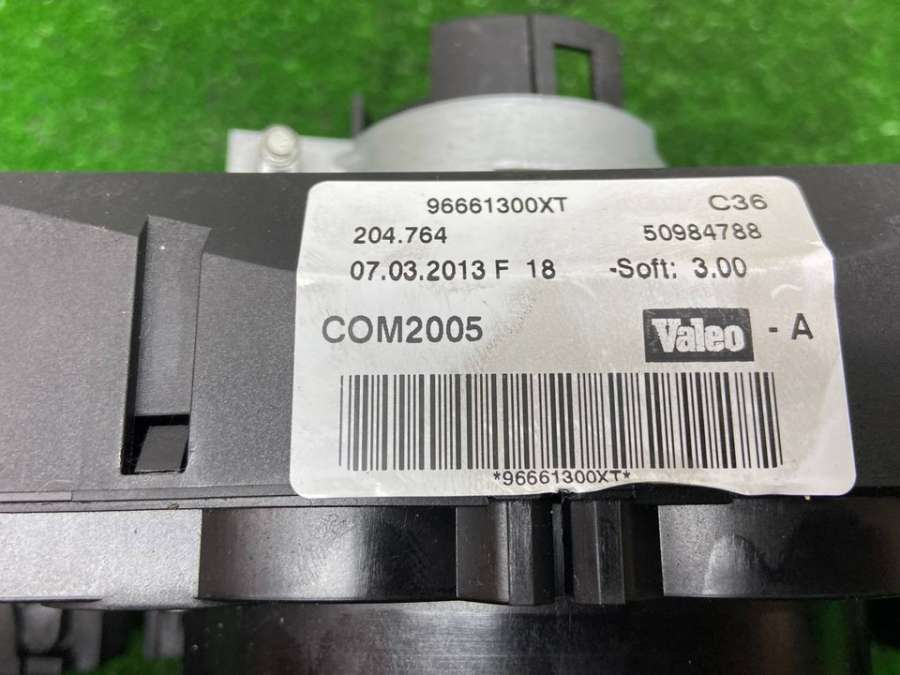 96661300XT C36
204.764 50984788
07.03.2013 F 18 -Soft: 3.00
COM2005 Valeo - A
*96661300XT*